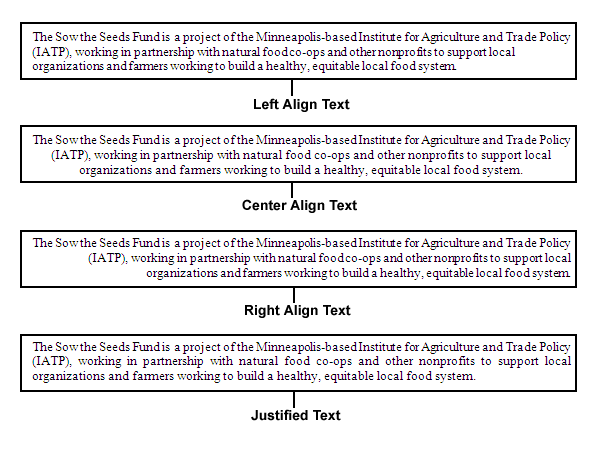 The Sow the Seeds Fund is a project of the Minneapolis-based Institute for Agriculture and Trade Policy
(IATP), working in partnership with natural food co-ops and other nonprofits to support local
organizations and farmers working to build a healthy, equitable local food system.
Left Align Text
The Sow the Seeds Fund is a project of the Minneapolis-based Institute for Agriculture and Trade Policy
(IATP), working in partnership with natural food co-ops and other nonprofits to support local
organizations and farmers working to build a healthy, equitable local food system.
Center Align Text
The Sow the Seeds Fund is a project of the Minneapolis-based Institute for Agriculture and Trade Policy
(IATP), working in partnership with natural food co-ops and other nonprofits to support local
organizations and farmers working to build a healthy, equitable local food system.
Right Align Text
The Sow the Seeds Fund is a project of the Minneapolis-based Institute for Agriculture and Trade Policy
(IATP), working in partnership with natural food co-ops and other nonprofits to support local
organizations and farmers working to build a healthy, equitable local food system.
Justified Text